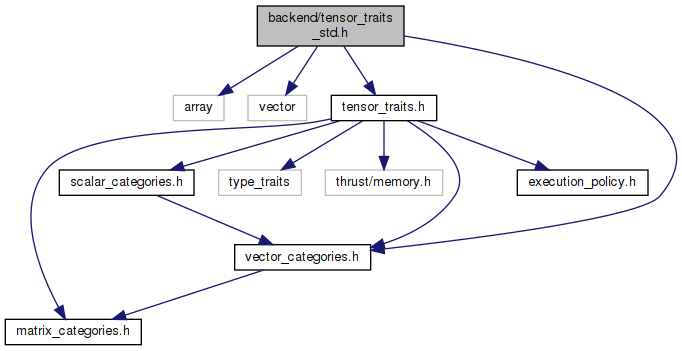 backend/tensor_traits
_std.h
array
vector
tensor_traits.h
scalar_categories.h
type_traits
thrust/memory.h
execution_policy.h
vector_categories.h
matrix_categories.h